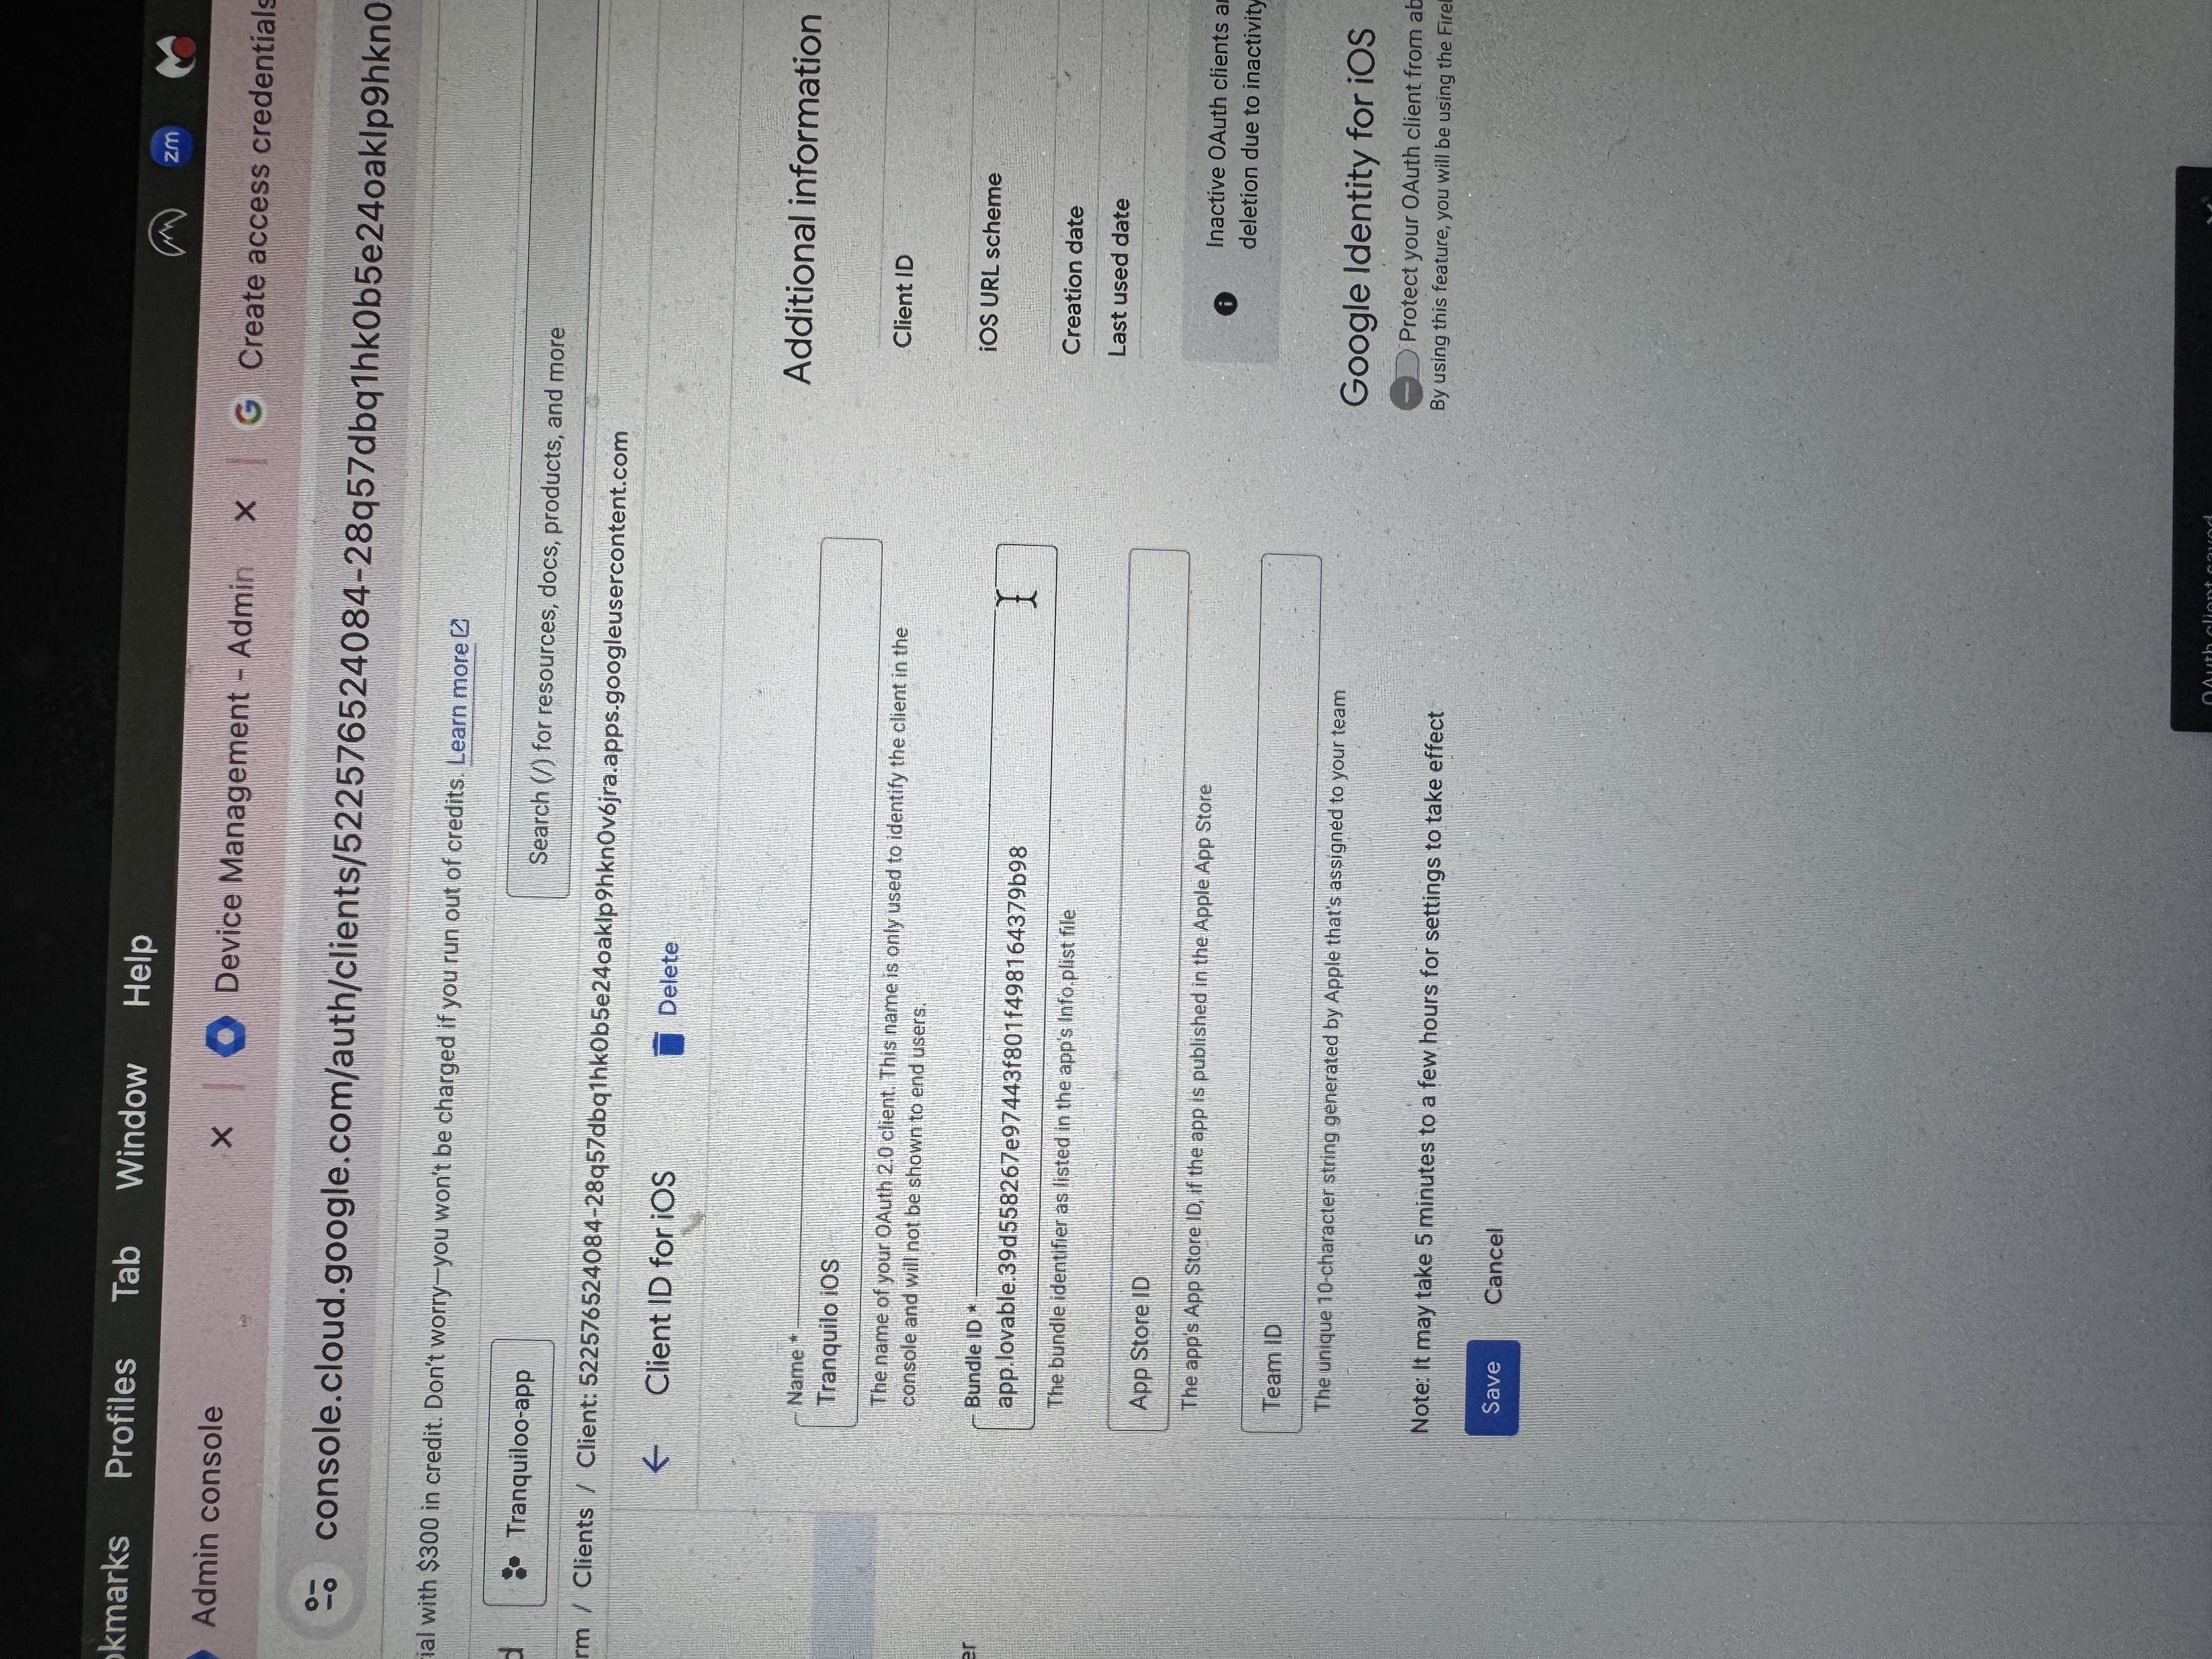 Profiles Tab Window Help
zm
Admin console
Device Management - Admin
Create access credentials
console.cloud.google.com/auth/clients/522576524084-28q57dbq1hk0b5e24oaklp9hkn0
with $300 in credit. Don't worry—you won't be charged if you run out of credits. Learn more
Tranquiloo-app
Search (/) for resources, docs, products, and more
/ Clients / Client: 522576524084-28q57dbq1hk0b5e24oaklp9hkn0v6jra.apps.googleusercontent.com
Client ID for iOS
Delete
Name *
Tranquilo iOS
The name of your OAuth 2.0 client. This name is only used to identify the client in the
console and will not be shown to end users.
Bundle ID *
app.lovable.39d558267e97443f801f498164379b98
The bundle identifier as listed in the app's Info.plist file
App Store ID
The app's App Store ID, if the app is published in the Apple App Store
Team ID
The unique 10-character string generated by Apple that's assigned to your team
Note: It may take 5 minutes to a few hours for settings to take effect
Save Cancel
Additional information
Client ID
iOS URL scheme
Creation date
Last used date
Inactive OAuth clients
deletion due to inactivity
Google Identity for iOS
Protect your OAuth client from
By using this feature, you will be using the
OAuth client saved